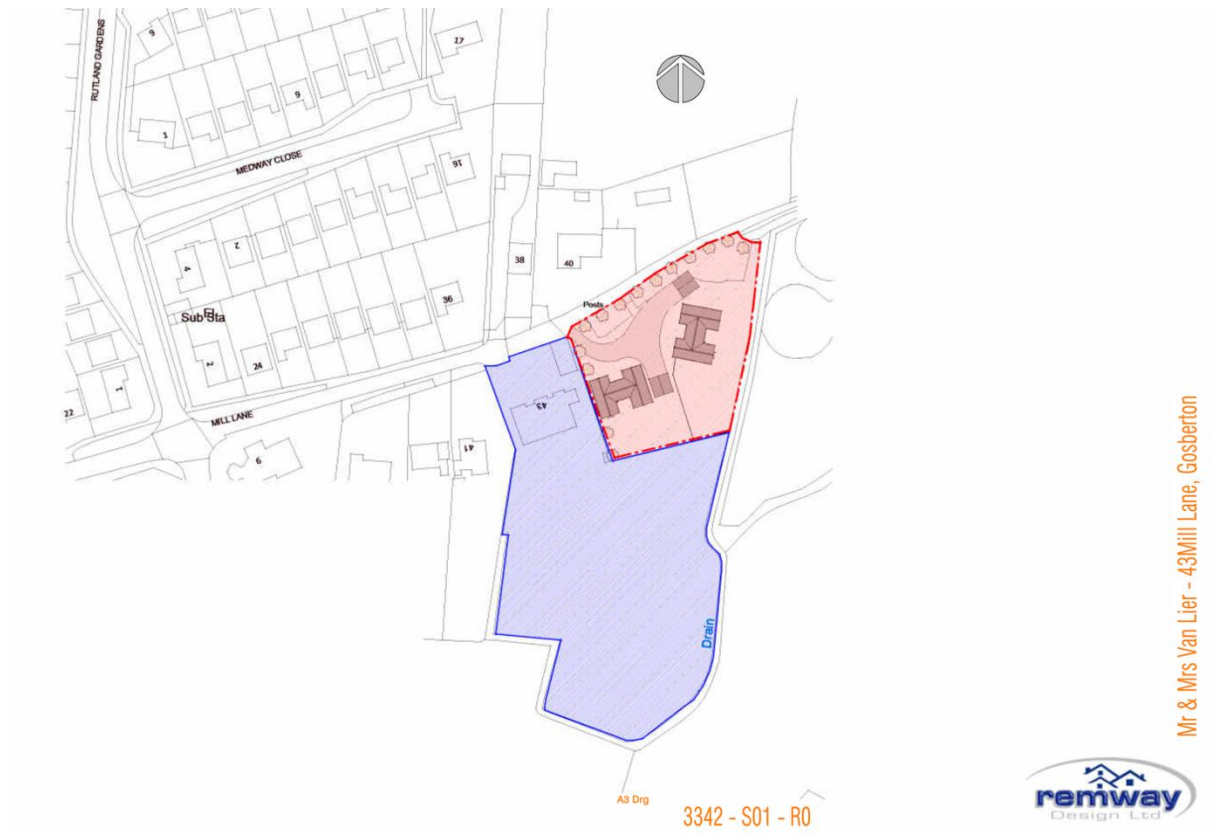 RUTLAND GARDENS
9
17
9
1
MEDWAY CLOSE
16
2
4
38
40
36
Posts
Sub Sta
2
24
1
22
MILL LANE
43
41
9
Drain
A3 Drg
3342 - S01 - R0
Mr & Mrs Van Lier - 43Mill Lane, Gosberton
remway
Design Ltd